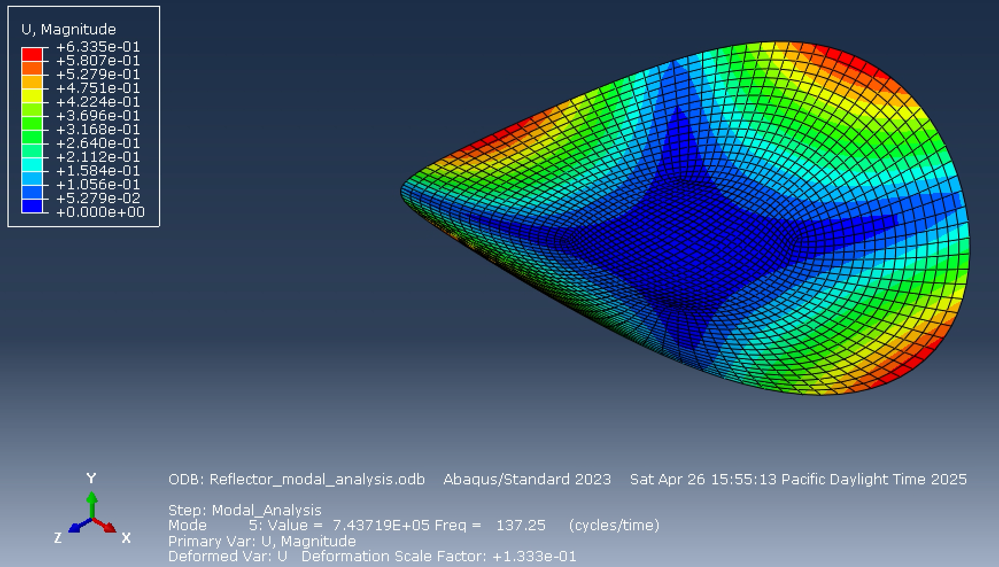 U, Magnitude
+6.335e-01
+5.807e-01
+5.279e-01
+4.751e-01
+4.224e-01
+3.696e-01
+3.168e-01
+2.640e-01
+2.112e-01
+1.584e-01
+1.056e-01
+5.279e-02
+0.000e+00
Y
Z
X
ODB: Reflector_modal_analysis.odb Abaqus/Standard 2023 Sat Apr 26 15:55:13 Pacific Daylight Time 2025
Step: Modal_Analysis
Mode 5: Value = 7.43719E+05 Freq = 137.25 (cycles/time)
Primary Var: U, Magnitude
Deformed Var: U Deformation Scale Factor: +1.333e-01